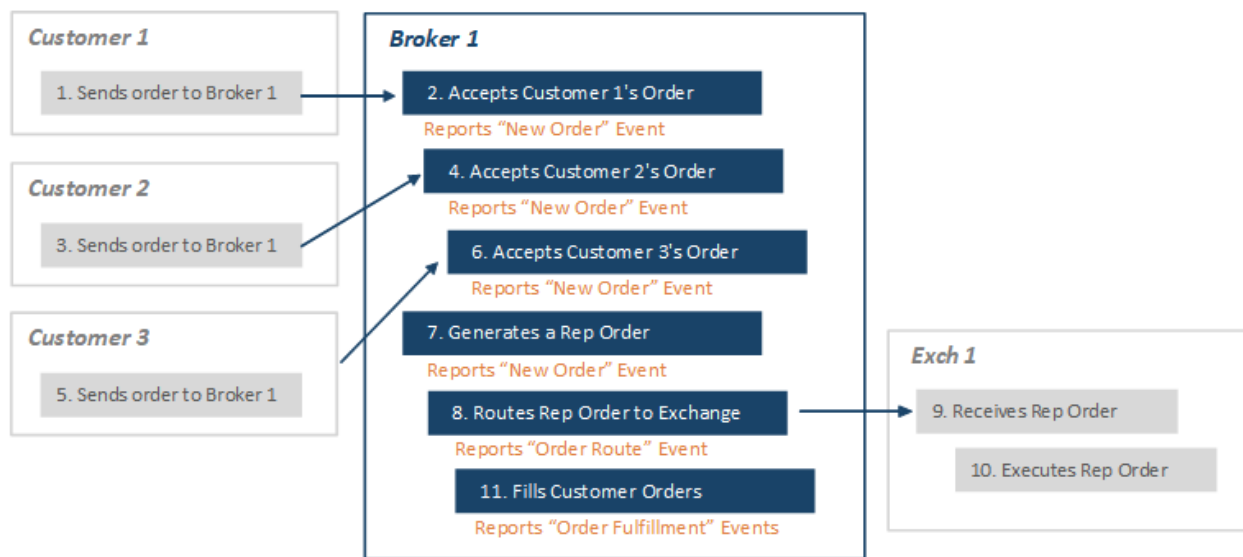 Customer 1
1. Sends order to Broker 1
Customer 2
3. Sends order to Broker 1
Customer 3
5. Sends order to Broker 1
Broker 1
2. Accepts Customer 1's Order
Reports “New Order” Event
4. Accepts Customer 2's Order
Reports “New Order” Event
6. Accepts Customer 3's Order
Reports “New Order” Event
7. Generates a Rep Order
Reports “New Order” Event
8. Routes Rep Order to Exchange
Reports “Order Route” Event
11. Fills Customer Orders
Reports “Order Fulfillment” Events
Exch 1
9. Receives Rep Order
10. Executes Rep Order